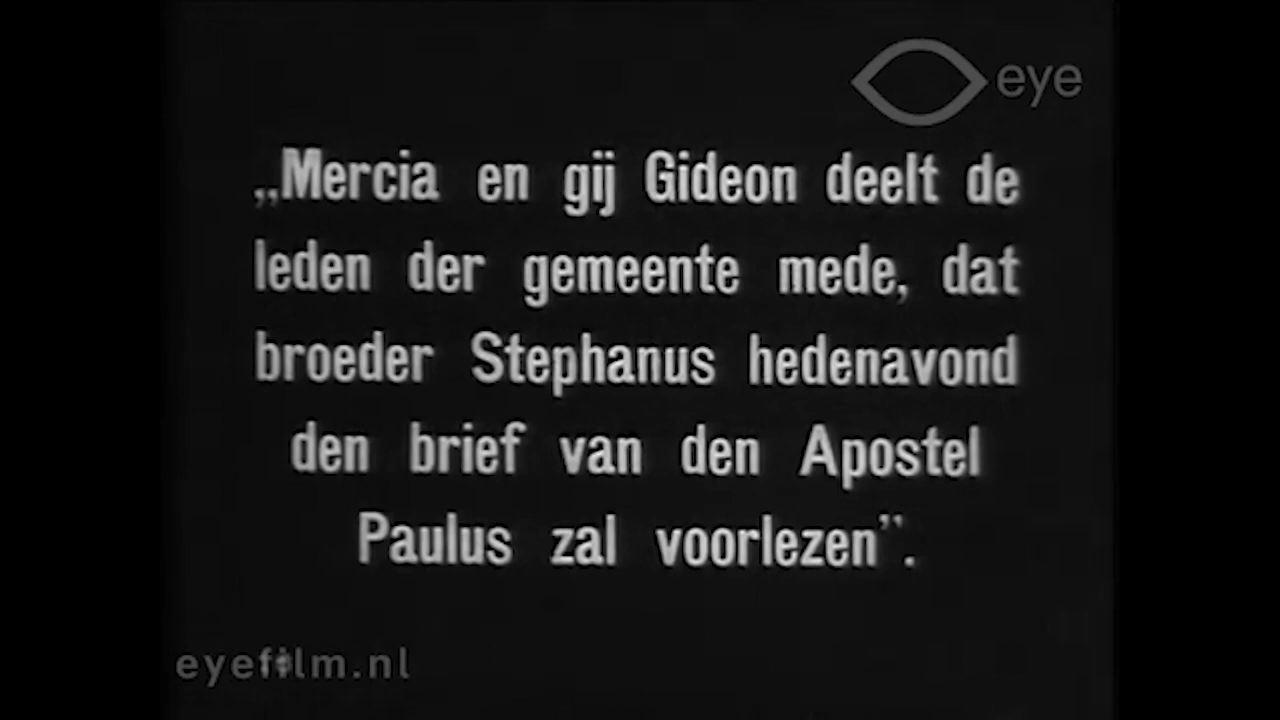 eye
„Mercia en gij Gideon deelt de
leden der gemeente mede, dat
broeder Stephanus hedenavond
den brief van den Apostel
Paulus zal voorlezen”.
eyefilm.nl